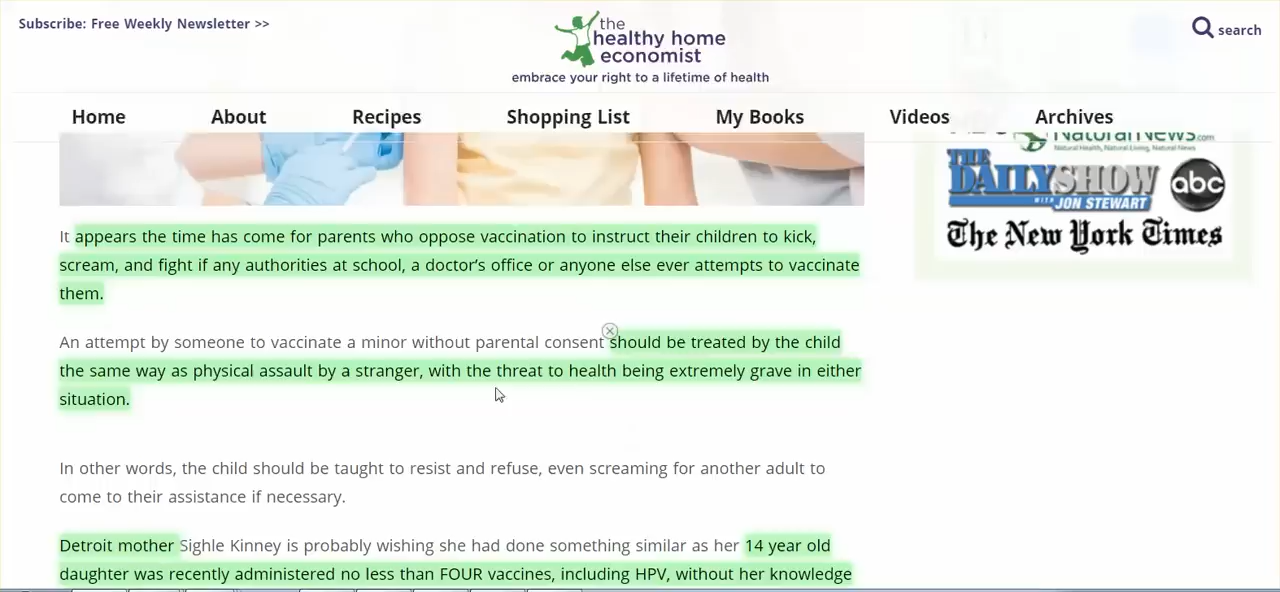 Subscribe: Free Weekly Newsletter >>
the
healthy home
economist
embrace your right to a lifetime of health
search
Home About Recipes Shopping List My Books Videos Archives
NaturalNews.com
Natural Health, Natural Living, Natural News
THE
DAILY SHOW
WITH JON STEWART
abc
The New York Times
It appears the time has come for parents who oppose vaccination to instruct their children to kick,
scream, and fight if any authorities at school, a doctor's office or anyone else ever attempts to vaccinate
them.
An attempt by someone to vaccinate a minor without parental consent should be treated by the child
the same way as physical assault by a stranger, with the threat to health being extremely grave in either
situation.
In other words, the child should be taught to resist and refuse, even screaming for another adult to
come to their assistance if necessary.
Detroit mother Sighle Kinney is probably wishing she had done something similar as her 14 year old
daughter was recently administered no less than FOUR vaccines, including HPV, without her knowledge